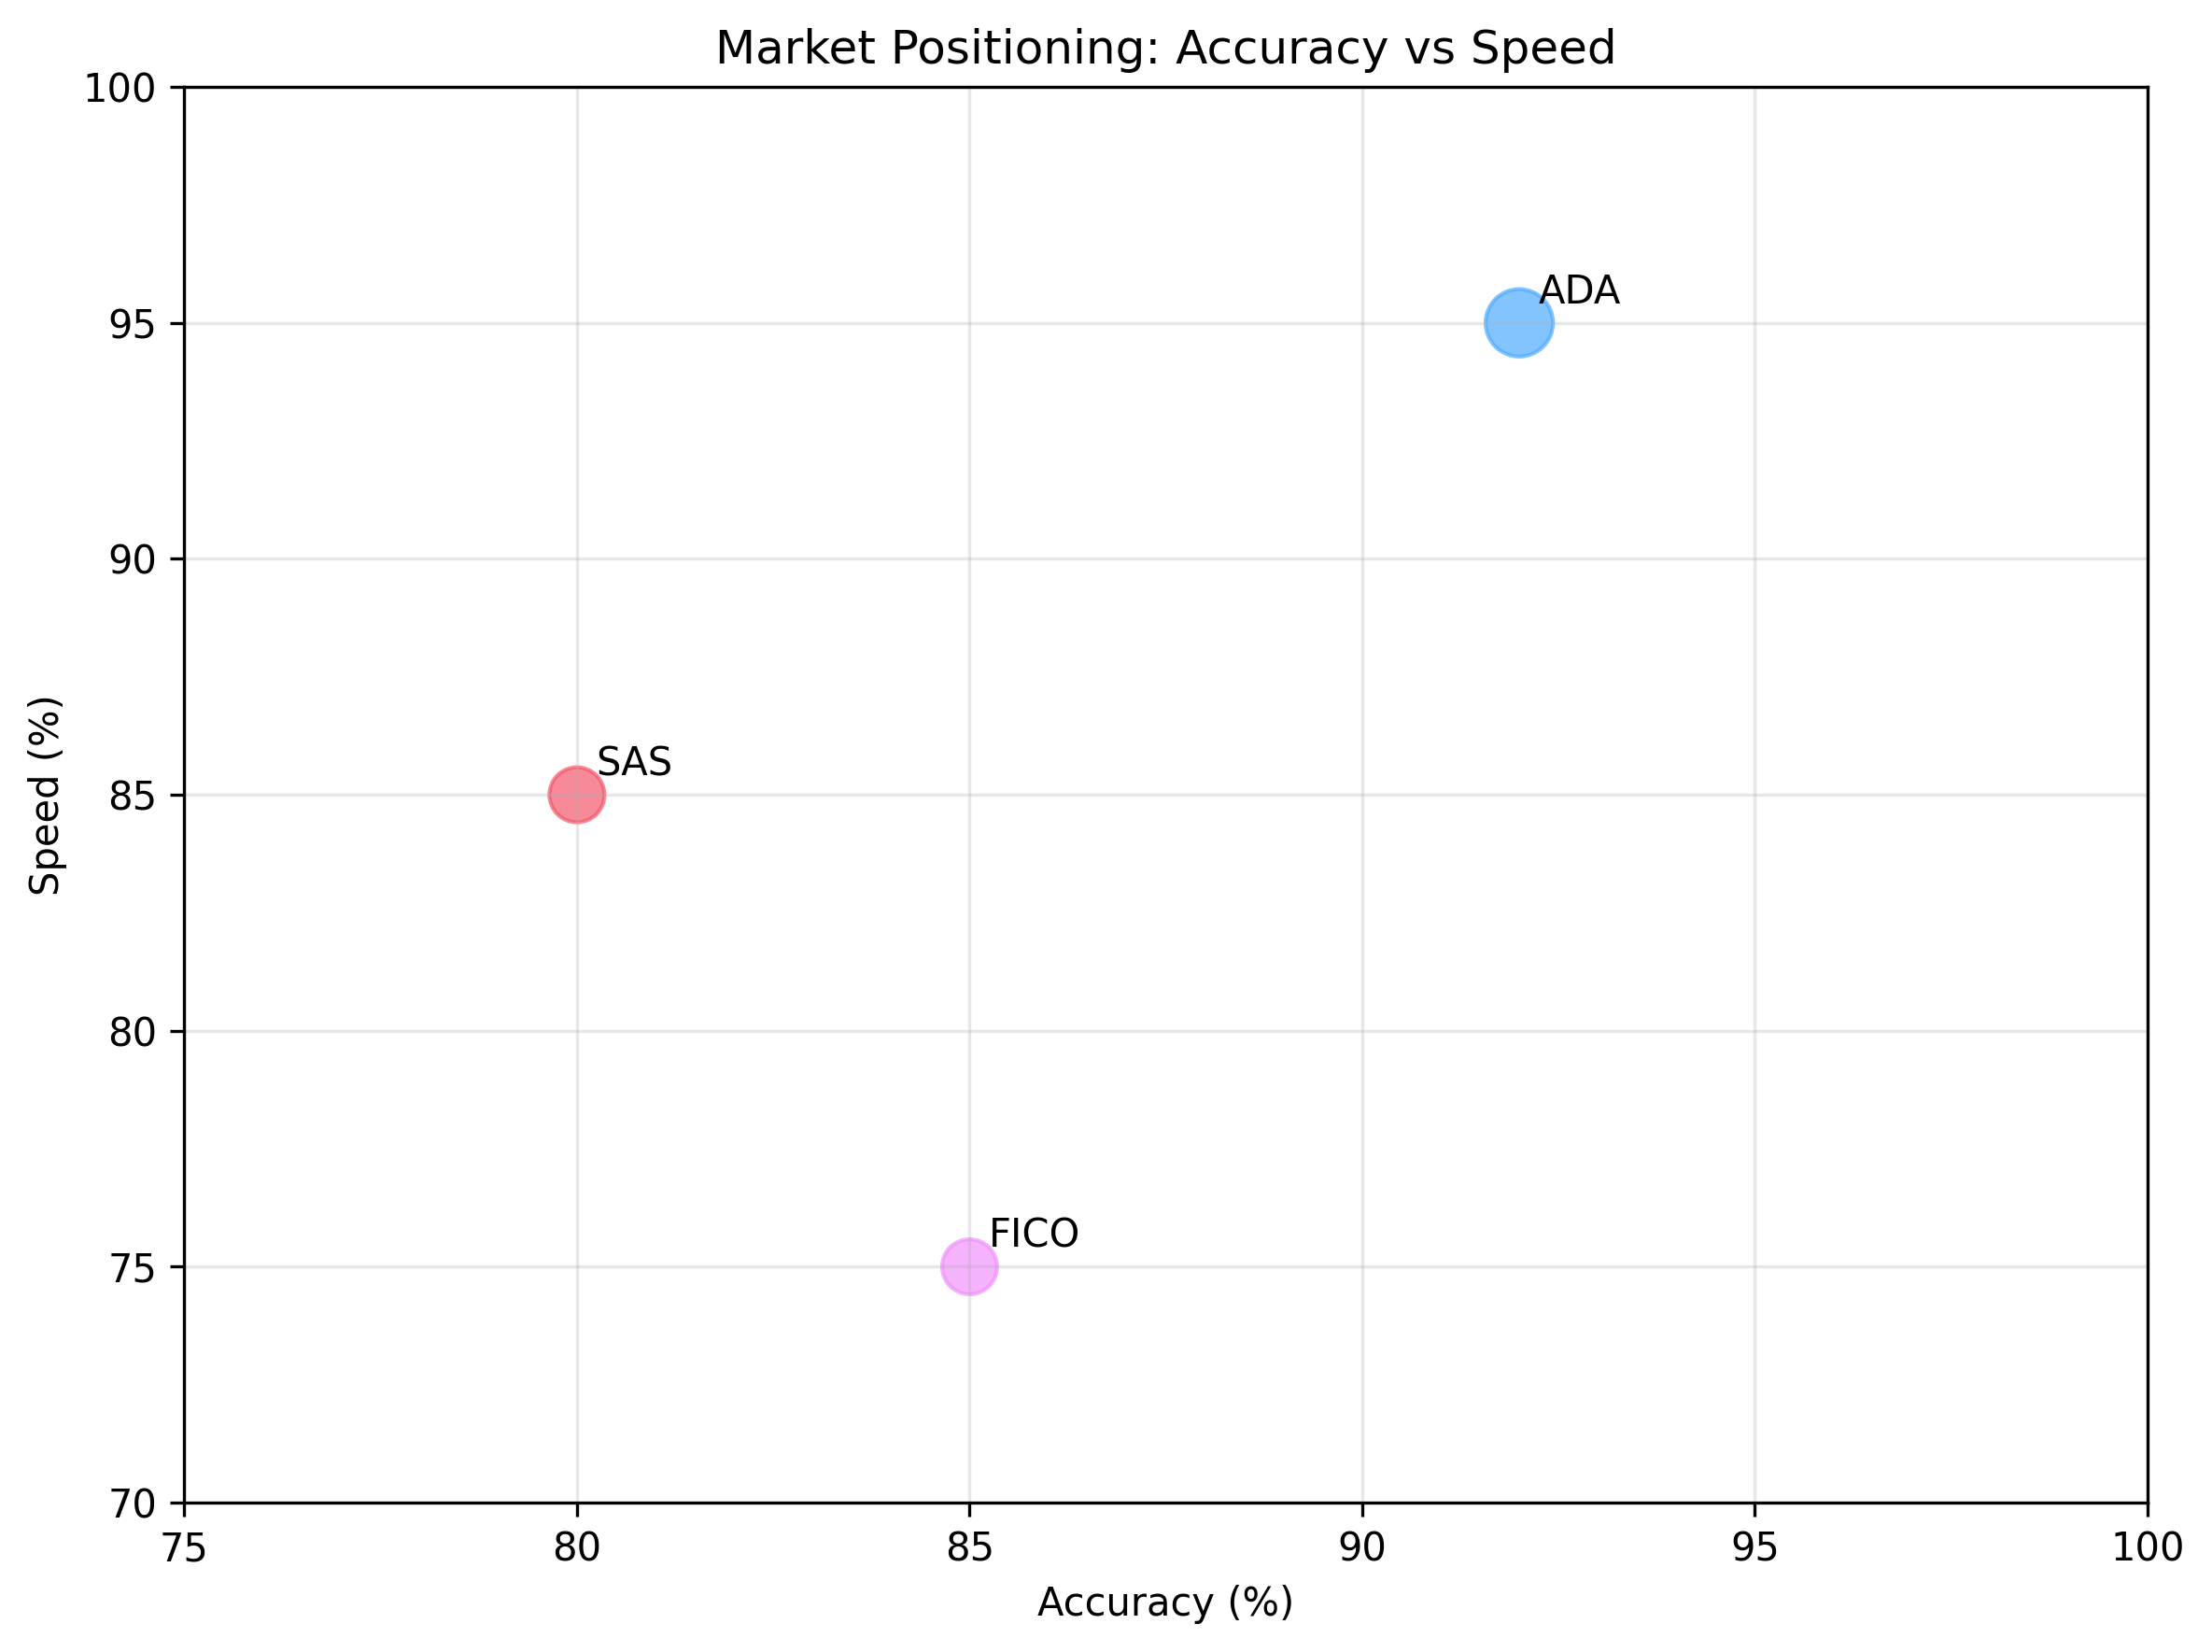 Market Positioning: Accuracy vs Speed
100
95
90
85
80
75
70
Speed (%)
ADA
SAS
FICO
75 80 85 90 95 100
Accuracy (%)